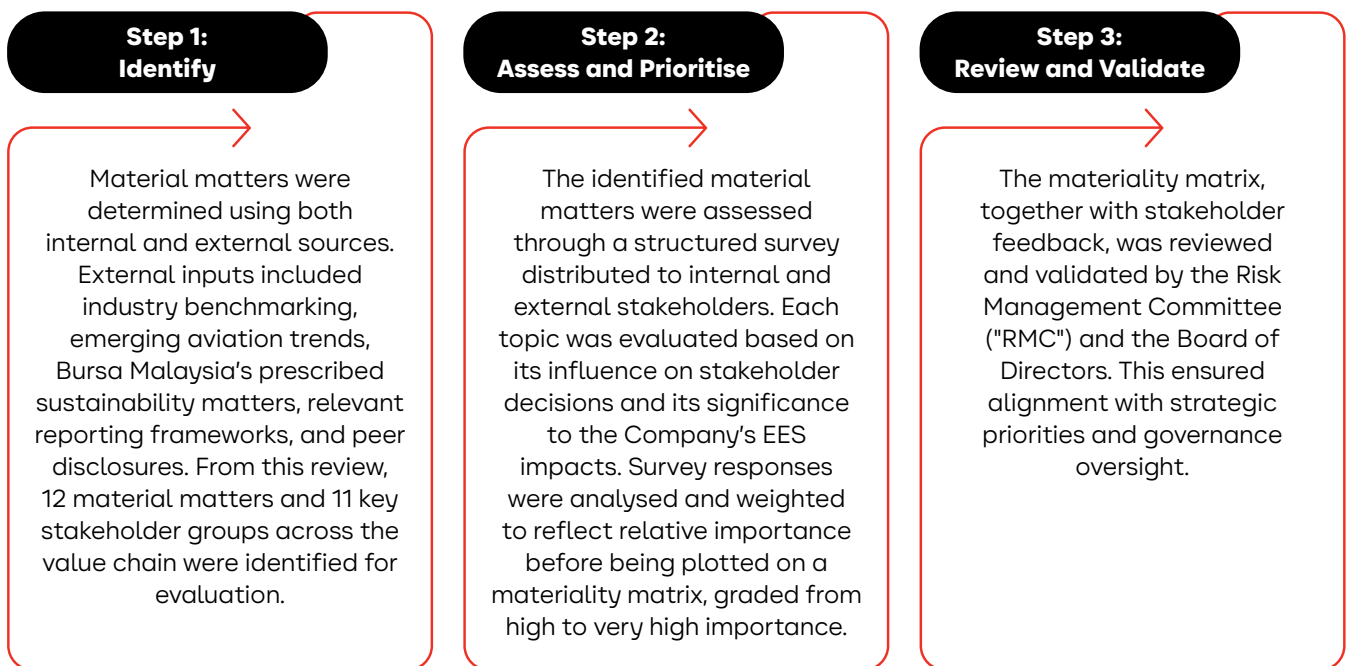 Step 1:
Identify
Material matters were
determined using both
internal and external sources.
External inputs included
industry benchmarking,
emerging aviation trends,
Bursa Malaysia’s prescribed
sustainability matters, relevant
reporting frameworks, and peer
disclosures. From this review,
12 material matters and 11 key
stakeholder groups across the
value chain were identified for
evaluation.
Step 2:
Assess and Prioritise
The identified material
matters were assessed
through a structured survey
distributed to internal and
external stakeholders. Each
topic was evaluated based on
its influence on stakeholder
decisions and its significance
to the Company’s EES
impacts. Survey responses
were analysed and weighted
to reflect relative importance
before being plotted on a
materiality matrix, graded from
high to very high importance.
Step 3:
Review and Validate
The materiality matrix,
together with stakeholder
feedback, was reviewed
and validated by the Risk
Management Committee
("RMC") and the Board of
Directors. This ensured
alignment with strategic
priorities and governance
oversight.